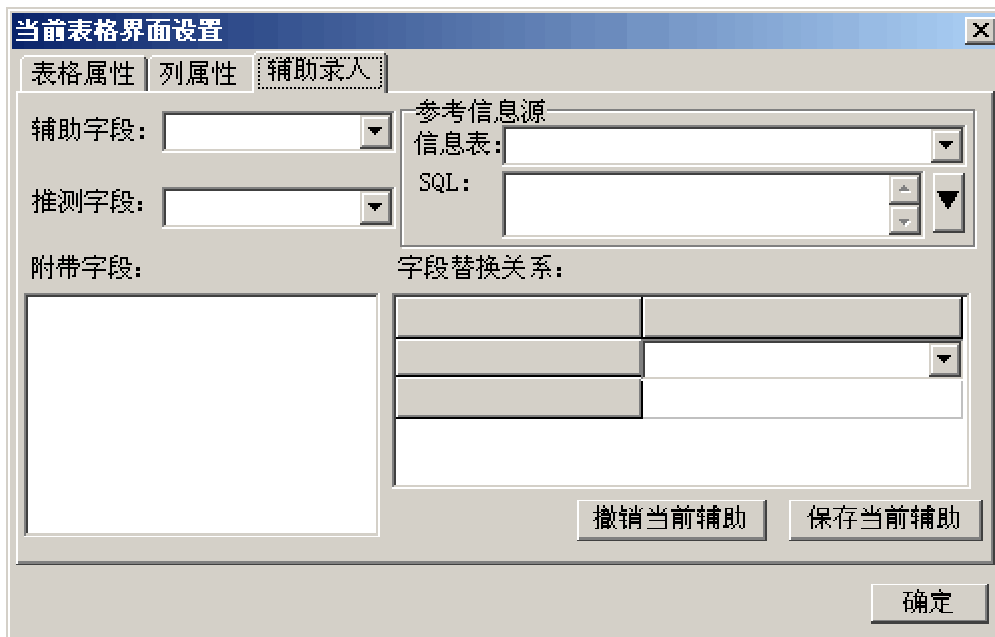 当前表格界面设置
表格属性 列属性 辅助录入
辅助字段:
参考信息源
信息表:
推测字段:
SQL:
附带字段:
字段替换关系:
撤销当前辅助 保存当前辅助
确定